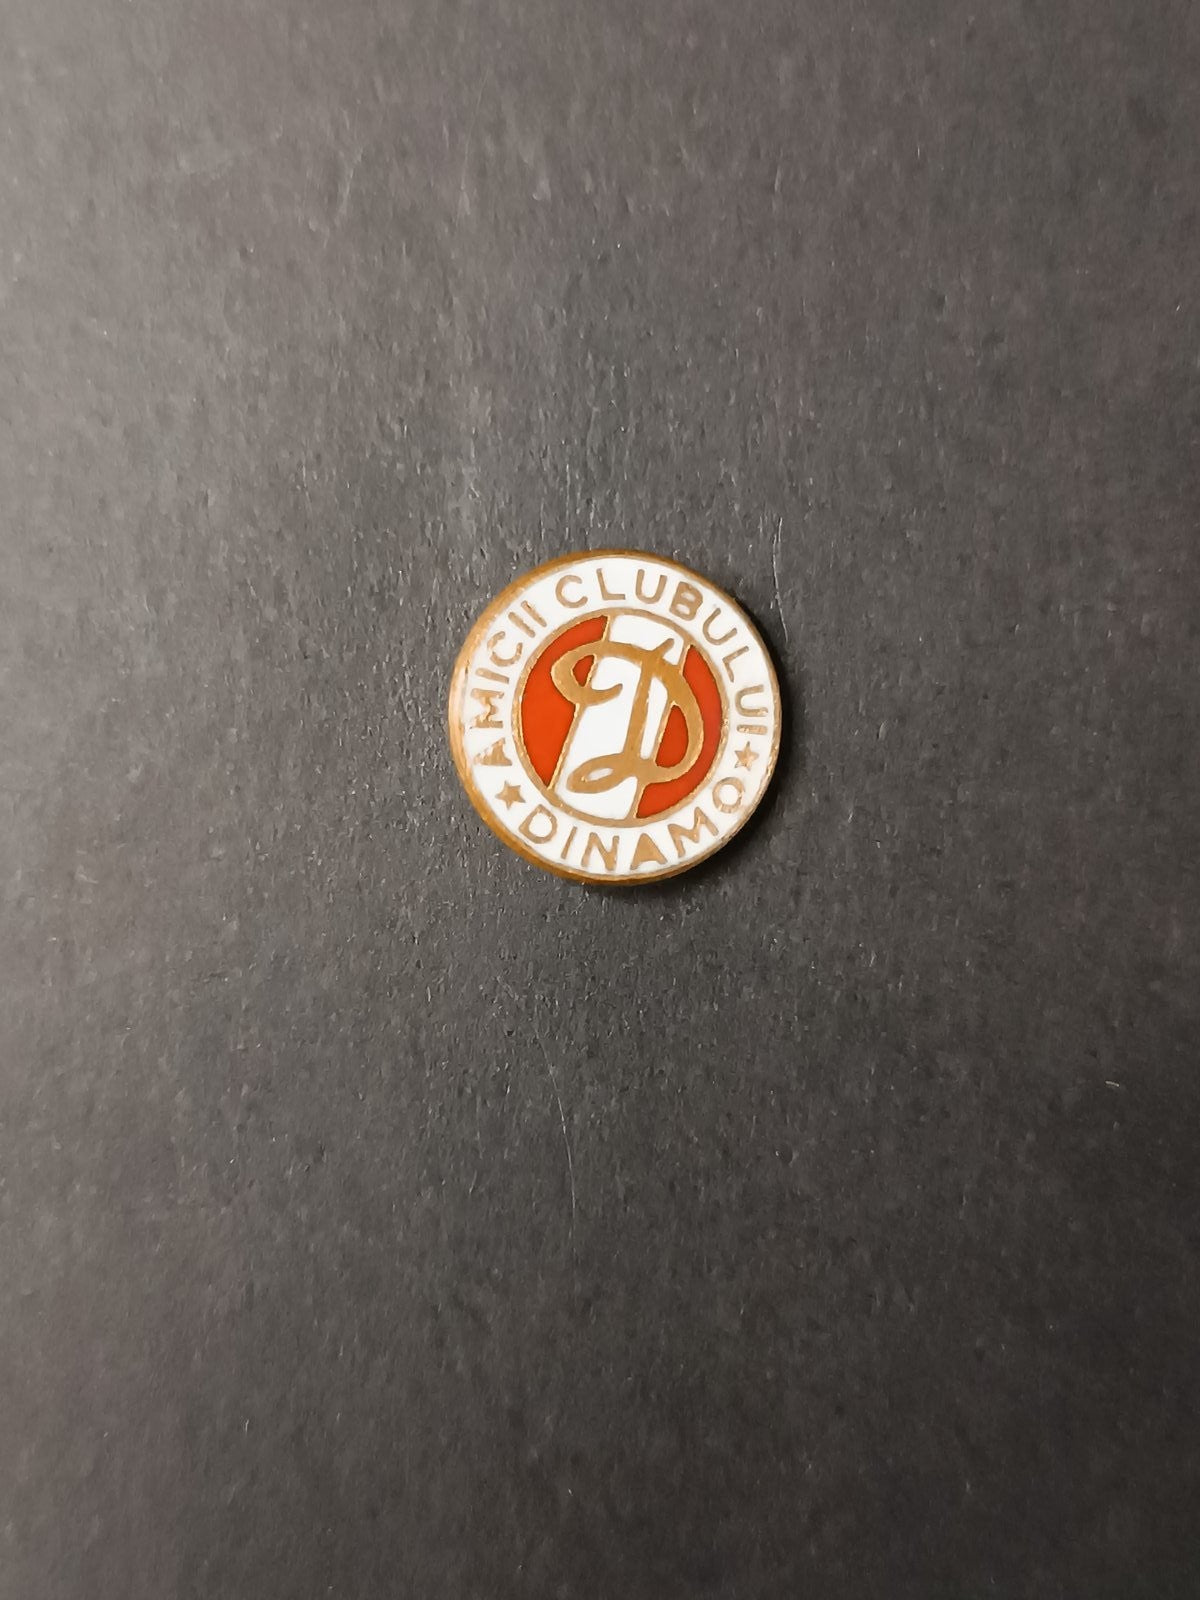 AMICII CLUBULUI
★ DINAMO ★
D